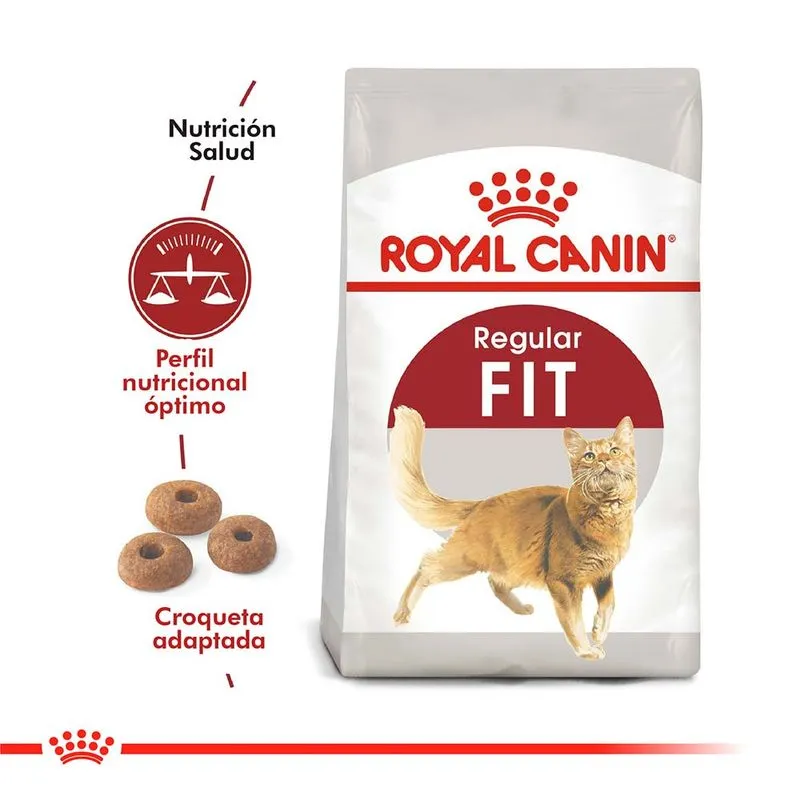 Nutrición
Salud
Perfil
nutricional
óptimo
Croqueta
adaptada
ROYAL CANIN®
Regular
FIT